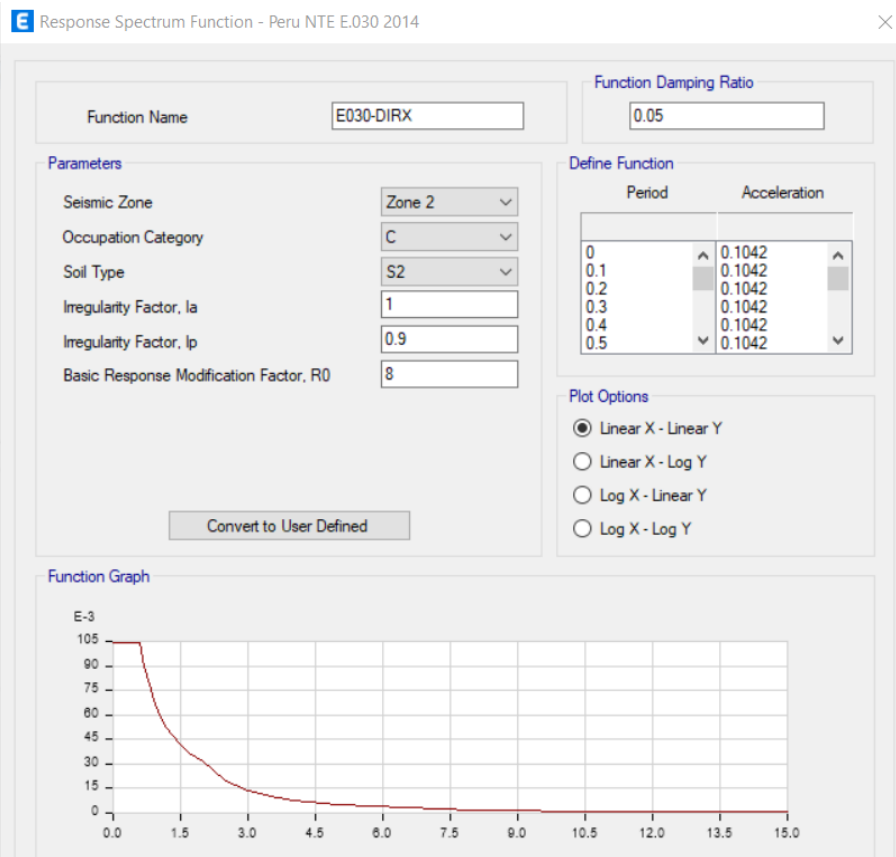 E Response Spectrum Function - Peru NTE E.030 2014
Function Name
E030-DIRX
Function Damping Ratio
0.05
Parameters
Seismic Zone
Zone 2
Occupation Category
C
Soil Type
S2
Irregularity Factor, Ia
1
Irregularity Factor, Ip
0.9
Basic Response Modification Factor, R0
8
Convert to User Defined
Define Function
Period Acceleration
0 0.1042
0.1 0.1042
0.2 0.1042
0.3 0.1042
0.4 0.1042
0.5 0.1042
Plot Options
Linear X - Linear Y
Linear X - Log Y
Log X - Linear Y
Log X - Log Y
Function Graph
E-3
105
90
75
60
45
30
15
0
0.0 1.5 3.0 4.5 6.0 7.5 9.0 10.5 12.0 13.5 15.0